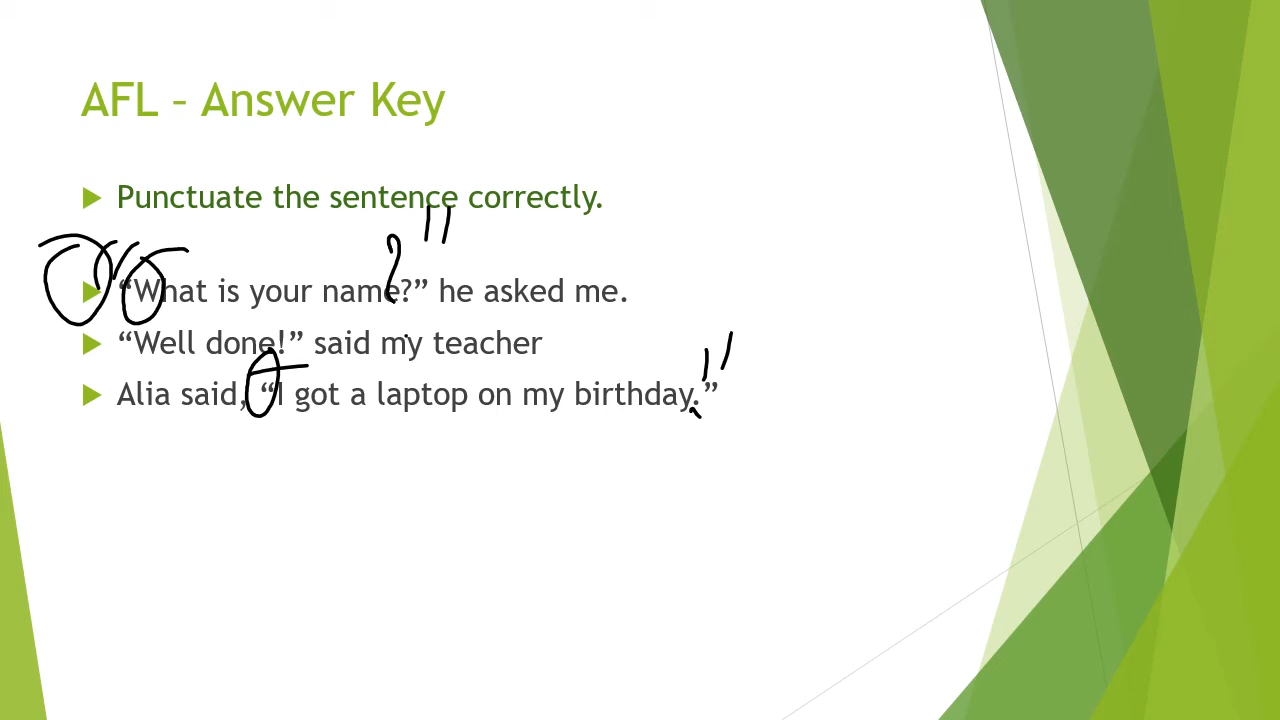 AFL – Answer Key
Punctuate the sentence correctly.
? "
“What is your name?” he asked me.
“Well done!” said my teacher
Alia said, “I got a laptop on my birthday.”